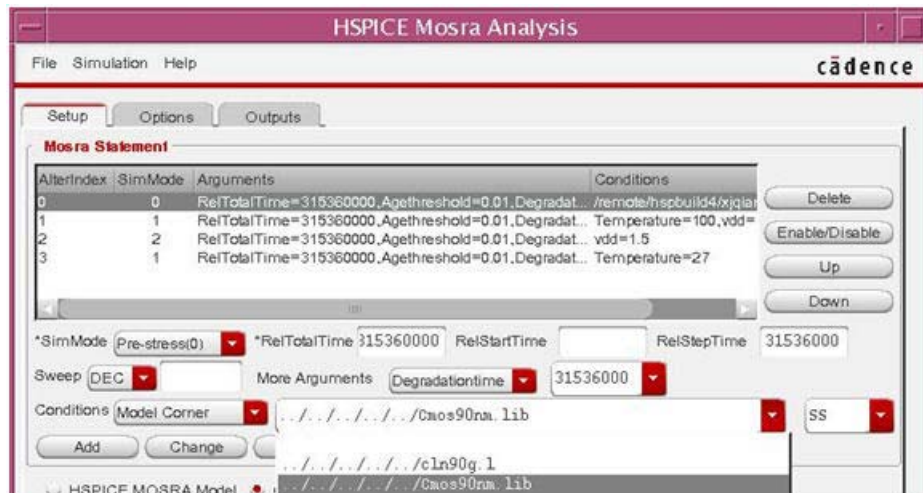 HSPICE Mosra Analysis
File Simulation Help
cādence
Setup Options Outputs
Mosra Statement
AlterIndex SimMode Arguments Conditions
0 0 RelTotalTime=315360000,Agethreshold=0.01,Degradat... /remote/hspbuild4/xjqian
1 1 RelTotalTime=315360000,Agethreshold=0.01,Degradat... Temperature=100,vdd=
2 2 RelTotalTime=315360000,Agethreshold=0.01,Degradat... vdd=1.5
3 1 RelTotalTime=315360000,Agethreshold=0.01,Degradat... Temperature=27
Delete
Enable/Disable
Up
Down
*SimMode Pre-stress(0) *RelTotalTime 315360000 RelStartTime RelStepTime 31536000
Sweep DEC More Arguments Degradationtime 31536000
Conditions Model Corner ../../../../../Cmos90nm.lib SS
Add Change
../../../../../cln90g.l
HSPICE MOSRA Model ../../../../../Cmos90nm.lib